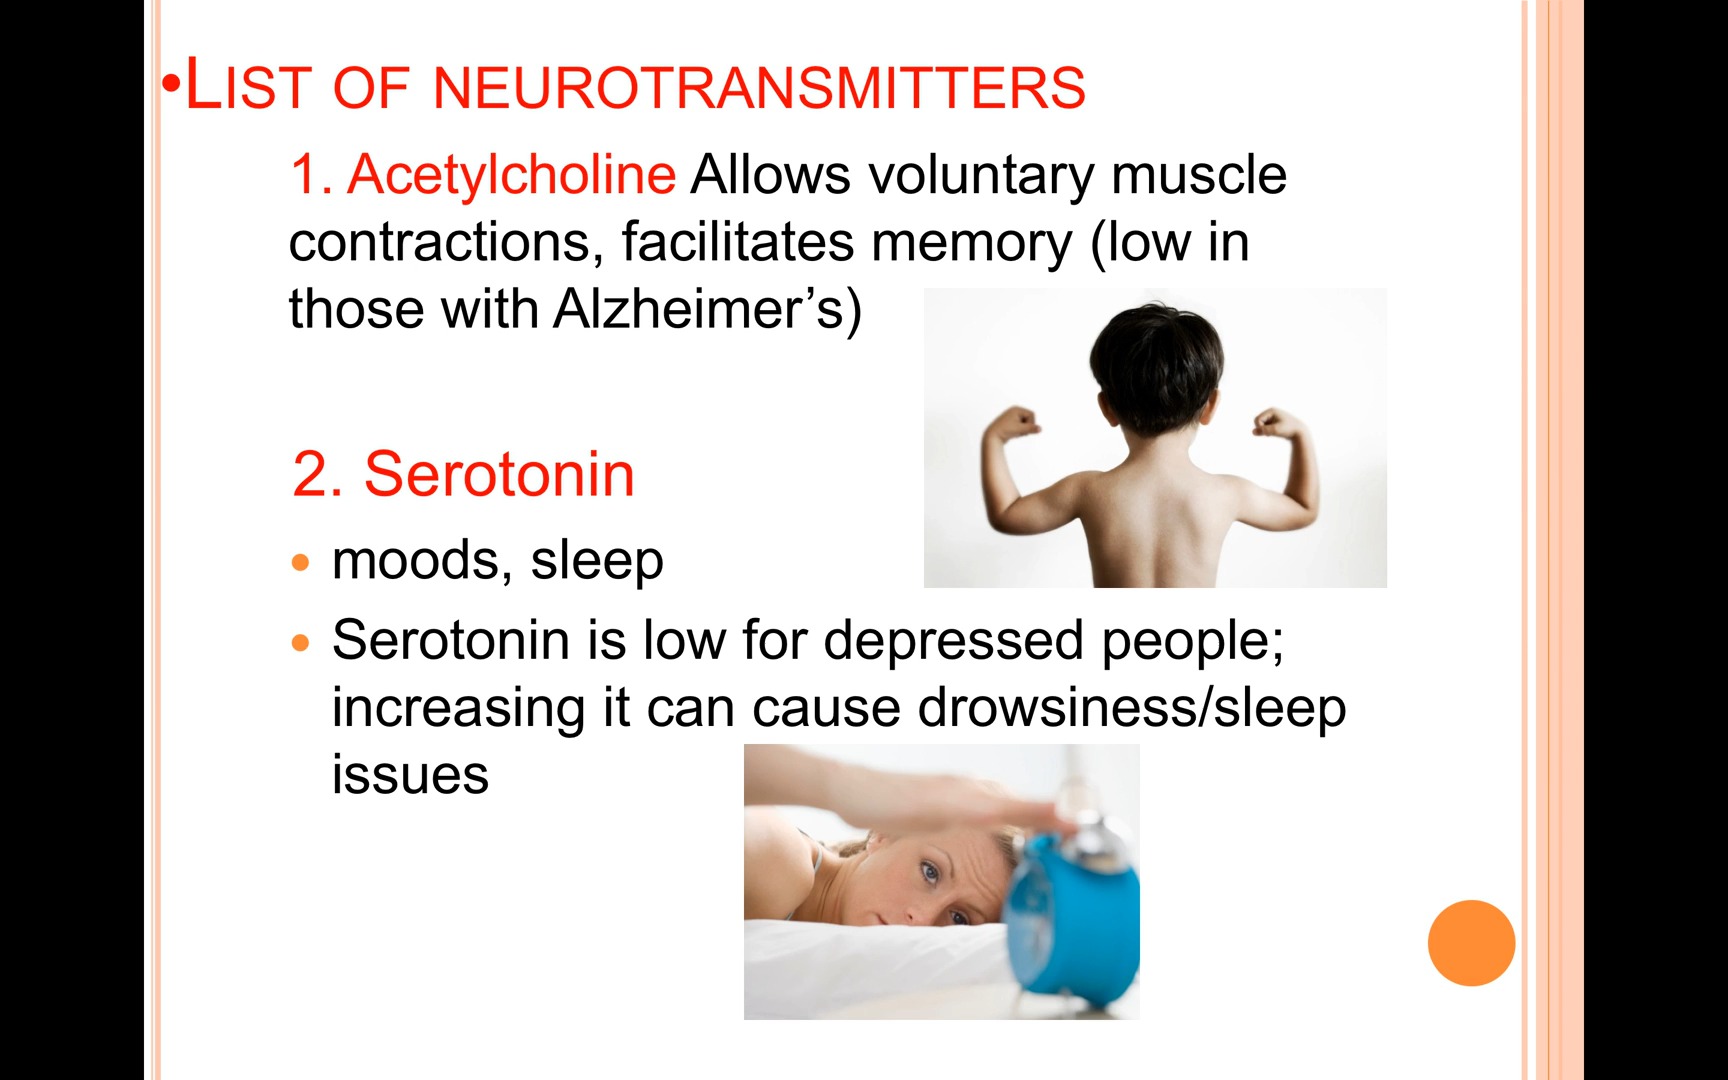 •LIST OF NEUROTRANSMITTERS
1. Acetylcholine Allows voluntary muscle
contractions, facilitates memory (low in
those with Alzheimer’s)
2. Serotonin
• moods, sleep
• Serotonin is low for depressed people;
increasing it can cause drowsiness/sleep
issues